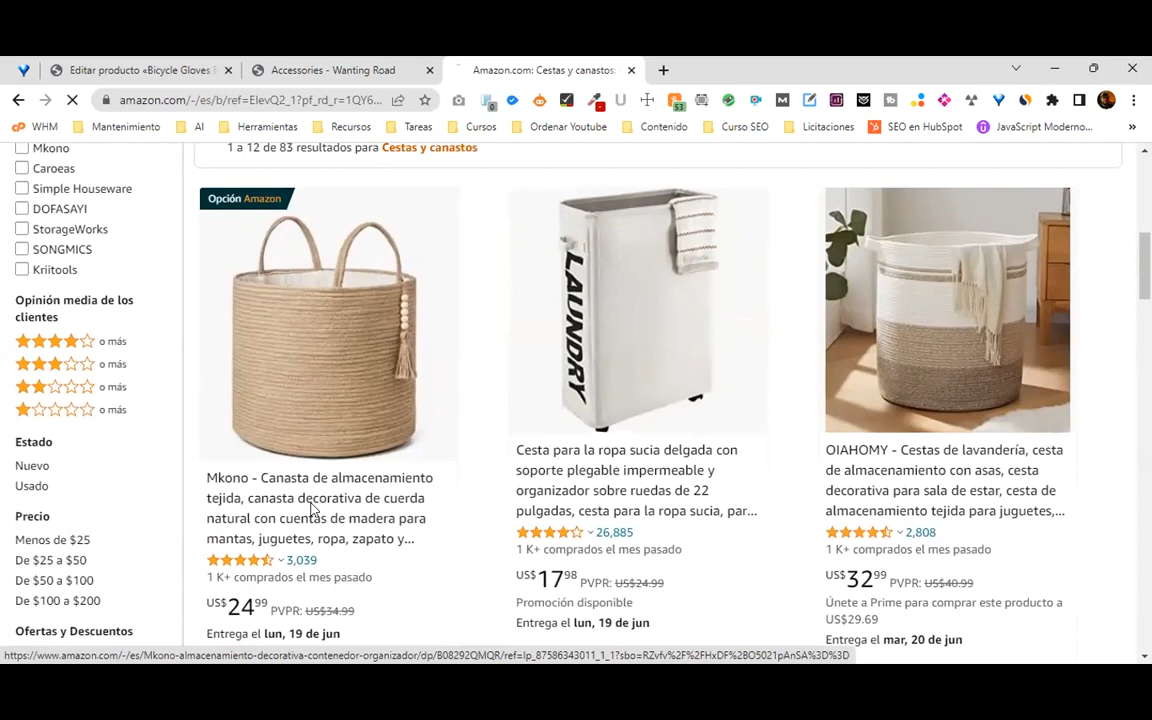 Editar producto «Bicycle Gloves
Accessories - Wanting Road
Amazon.com: Cestas y canastos:
amazon.com/-/es/b/ref=ElevQ2_1?pf_rd_r=1QY6...
WHM
Mantenimiento
AI
Herramientas
Recursos
Tareas
Cursos
Ordenar Youtube
Contenido
Curso SEO
Licitaciones
SEO en HubSpot
JavaScript Moderno...
Mkono
Caroeas
Simple Houseware
DOFASAYI
StorageWorks
SONGMICS
Kriitools
Opinión media de los
clientes
o más
o más
o más
o más
Estado
Nuevo
Usado
Precio
Menos de $25
De $25 a $50
De $50 a $100
De $100 a $200
Ofertas y Descuentos
1 a 12 de 83 resultados para Cestas y canastos
Opción Amazon
Mkono - Canasta de almacenamiento
tejida, canasta decorativa de cuerda
natural con cuentas de madera para
mantas, juguetes, ropa, zapato y...
3,039
1 K+ comprados el mes pasado
US$24.99 PVPR: US$34.99
Entrega el lun, 19 de jun
LAUNDRY
Cesta para la ropa sucia delgada con
soporte plegable impermeable y
organizador sobre ruedas de 22
pulgadas, cesta para la ropa sucia, par...
26,885
1 K+ comprados el mes pasado
US$17.98 PVPR: US$24.99
Promoción disponible
Entrega el lun, 19 de jun
OIAHOMY - Cestas de lavandería, cesta
de almacenamiento con asas, cesta
decorativa para sala de estar, cesta de
almacenamiento tejida para juguetes,...
2,808
1 K+ comprados el mes pasado
US$32.99 PVPR: US$40.99
Únete a Prime para comprar este producto a
US$29.69
Entrega el mar, 20 de jun
https://www.amazon.com/-/es/Mkono-almacenamiento-decorativa-contenedor-organizador/dp/B08292QMQR/ref=lp_87586343011_1_1?sbo=RZvfv%2F%2FHxDF%2BO5021pAnSA%3D%3D